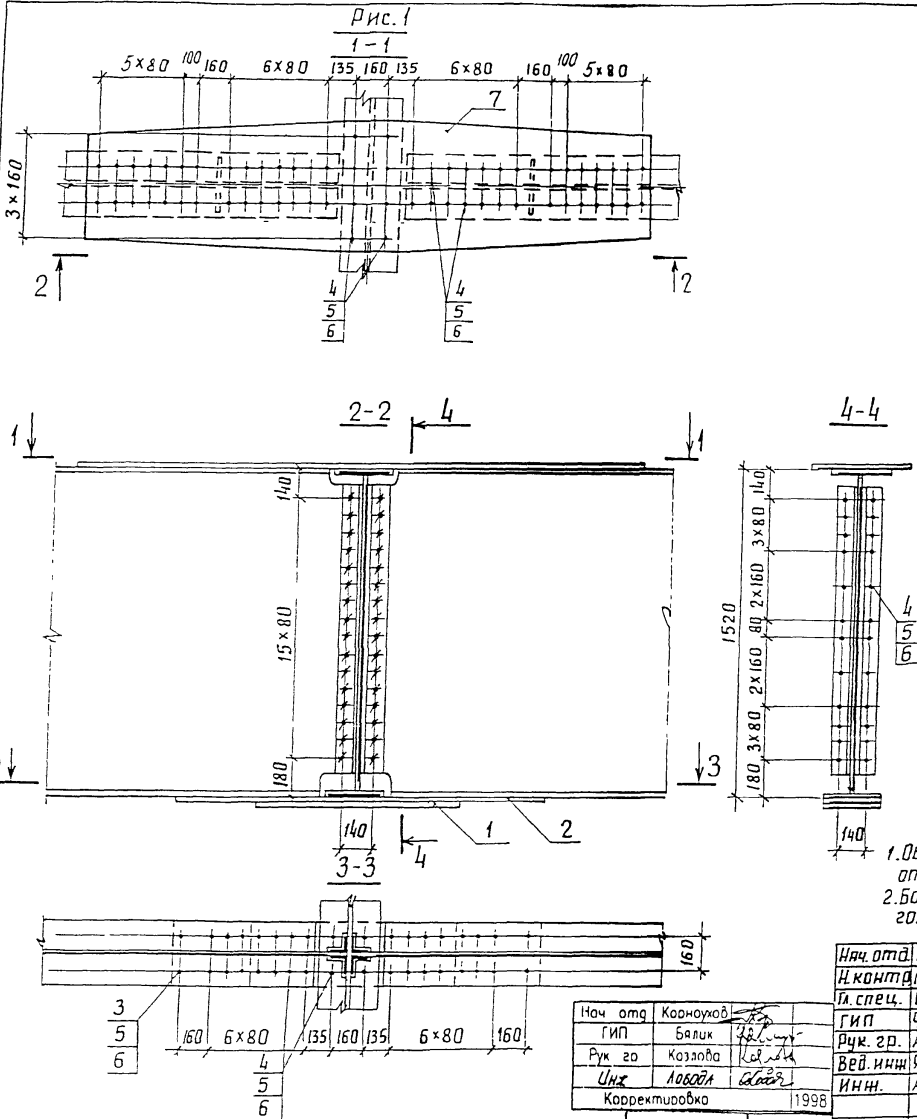 Рис. 1
1-1
5×80 100 160 6×80 135 160 135 6×80 160 100 5×80
7
3×160
2 2
4 4
5 5
6 6
2-2 4 4-4
1 1
140 140
3×80
2×160
15×80 1520 80
4
5
6
2×160
3×80
180 180
3
140 1 2 140
4
3-3
1.
2.
160
3
5
6
160 6×80 135 160 135 6×80 160
4
5
6
Нач. отд.
Н.контр
Гл. спец.
ГИП
Рук. гр.
Вед. инж
Инж.
Нач отд Корноухов
ГИП Бялик
Рук гр Козлова
Инж Лобода
Корректировка 1998